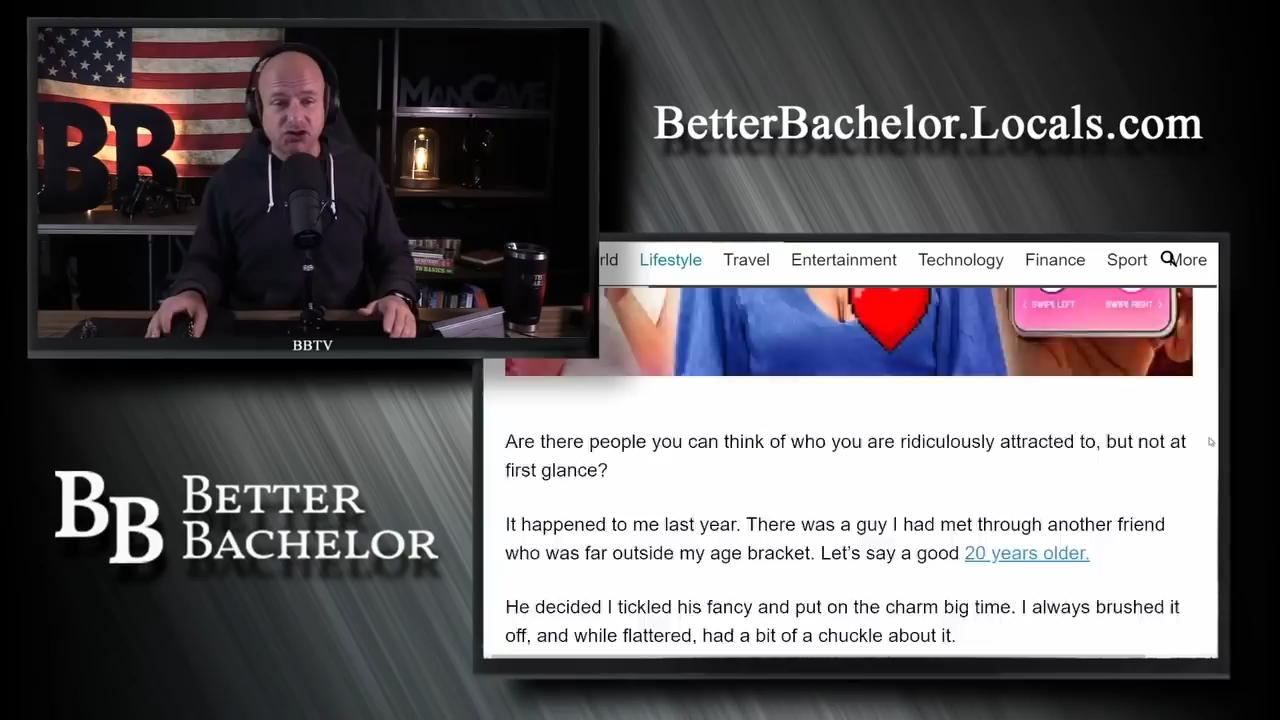 BB
MANCAVE
BBTV
BetterBachelor.Locals.com
rld Lifestyle Travel Entertainment Technology Finance Sport More
SWIPE LEFT SWIPE RIGHT
Are there people you can think of who you are ridiculously attracted to, but not at
first glance?
It happened to me last year. There was a guy I had met through another friend
who was far outside my age bracket. Let’s say a good 20 years older.
He decided I tickled his fancy and put on the charm big time. I always brushed it
off, and while flattered, had a bit of a chuckle about it.
BB
BETTER
BACHELOR